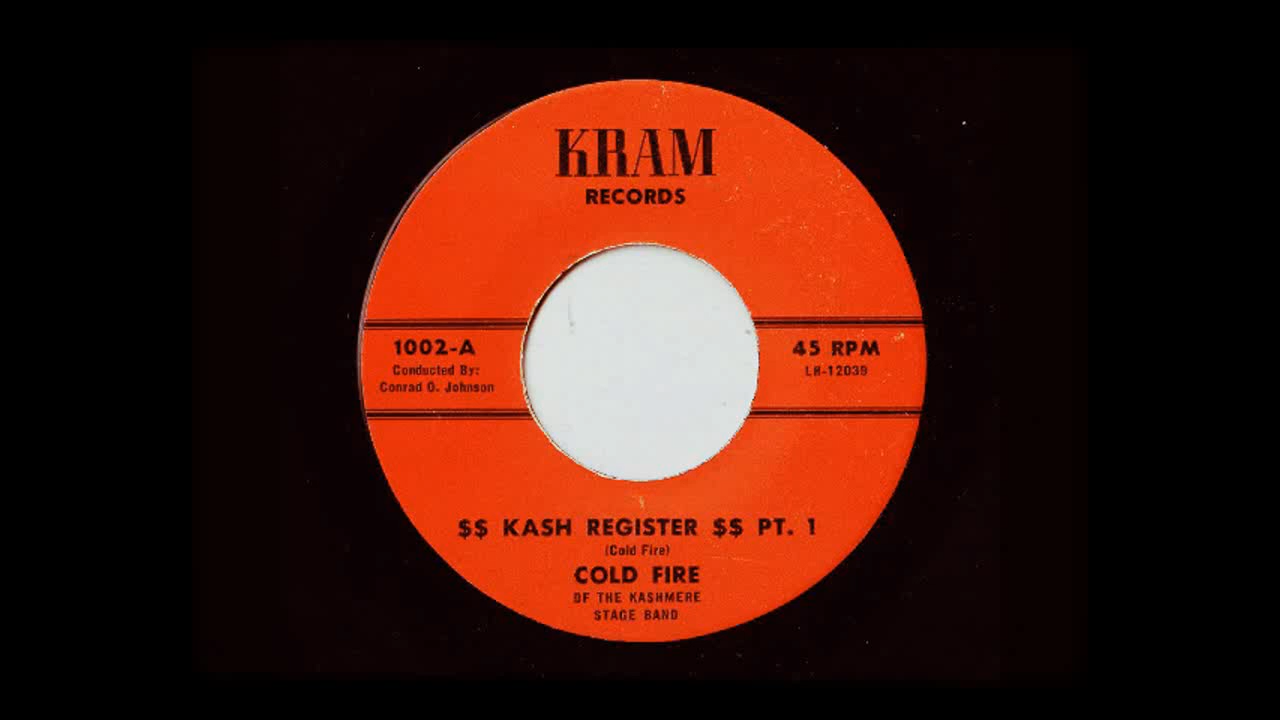 KRAM
RECORDS
1002-A
Conducted By:
Conrad O. Johnson
45 RPM
LH-12039
$$ KASH REGISTER $$ PT. 1
(Cold Fire)
COLD FIRE
OF THE KASHMERE
STAGE BAND